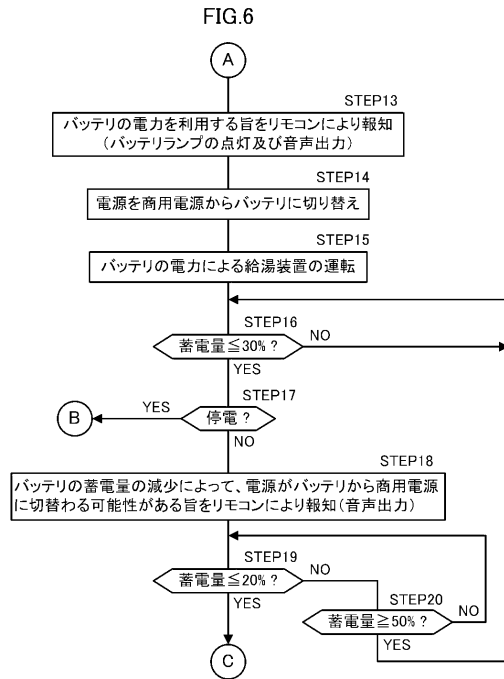 FIG.6
A
STEP13
バッテリの電力を利用する旨をリモコンにより報知
(バッテリランプの点灯及び音声出力)
STEP14
電源を商用電源からバッテリに切り替え
STEP15
バッテリの電力による給湯装置の運転
STEP16
蓄電量≦30%?
NO
YES
STEP17
YES
B
停電?
NO
STEP18
バッテリの蓄電量の減少によって、電源がバッテリから商用電源
に切替わる可能性がある旨をリモコンにより報知(音声出力)
STEP19
蓄電量≦20%?
NO
YES
STEP20
蓄電量≧50%?
NO
YES
C